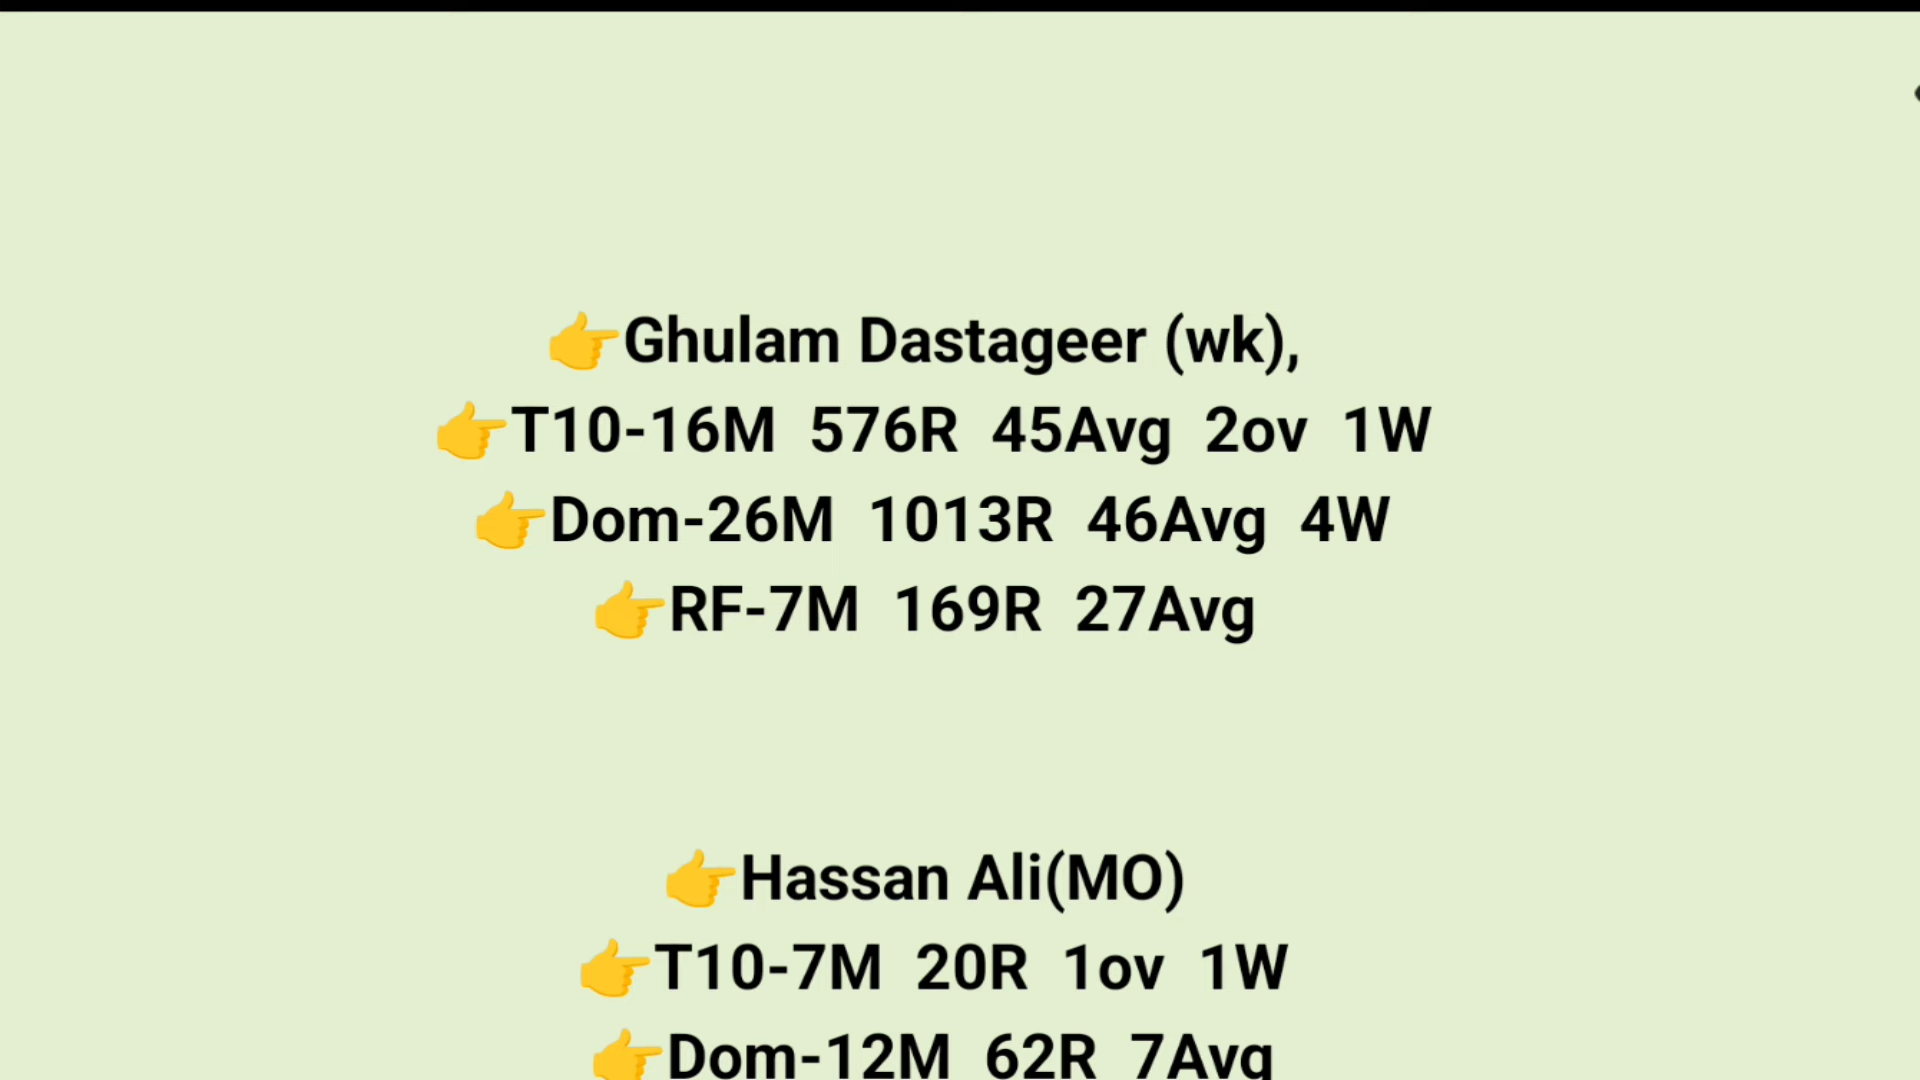 👉Ghulam Dastageer (wk),
👉T10-16M 576R 45Avg 2ov 1W
👉Dom-26M 1013R 46Avg 4W
👉RF-7M 169R 27Avg
👉Hassan Ali(MO)
👉T10-7M 20R 1ov 1W
👉Dom-12M 62R 7Avg